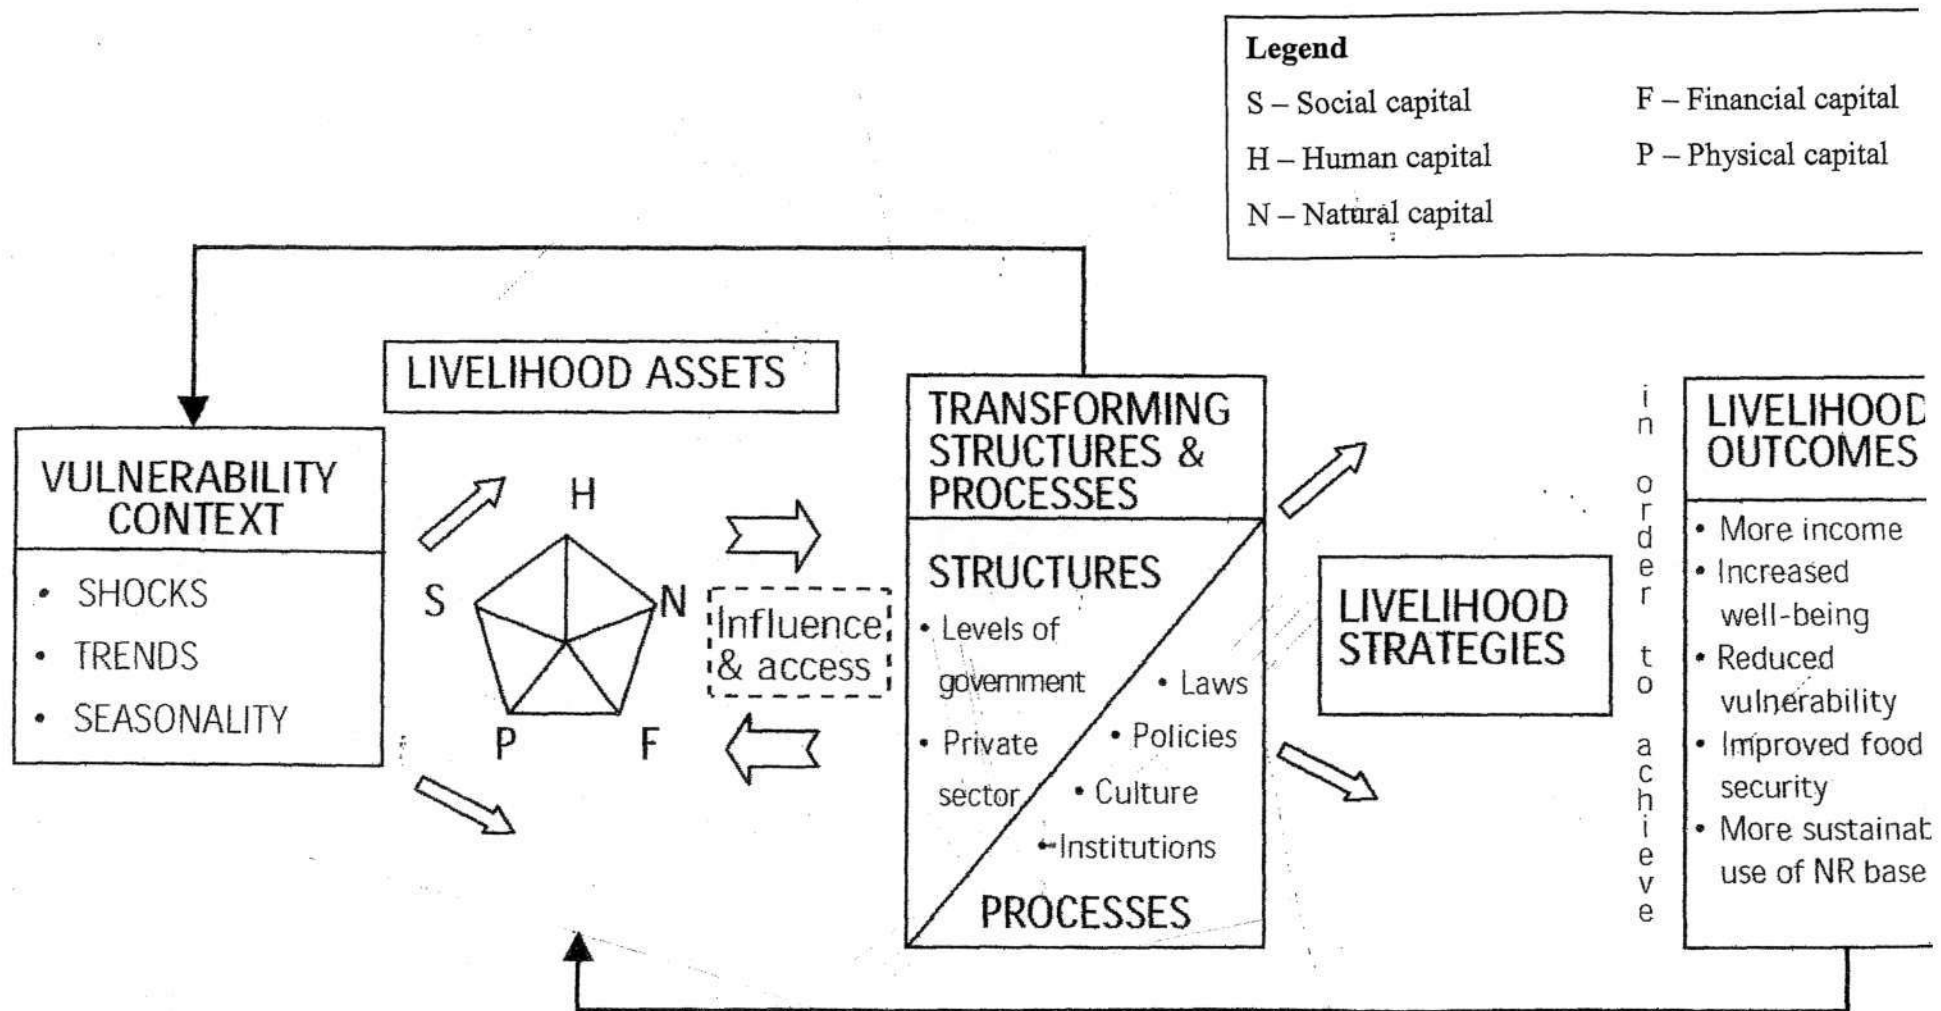 Legend
S – Social capital
F – Financial capital
H – Human capital
P – Physical capital
N – Natural capital
LIVELIHOOD ASSETS
VULNERABILITY
CONTEXT
• SHOCKS
• TRENDS
• SEASONALITY
H
S
N
P
F
Influence
& access
TRANSFORMING
STRUCTURES &
PROCESSES
STRUCTURES
• Levels of
government
• Private
sector
• Laws
• Policies
• Culture
• Institutions
PROCESSES
LIVELIHOOD
STRATEGIES
in order to achieve
LIVELIHOOD
OUTCOMES
• More income
• Increased
well-being
• Reduced
vulnerability
• Improved food
security
• More sustainab
use of NR base